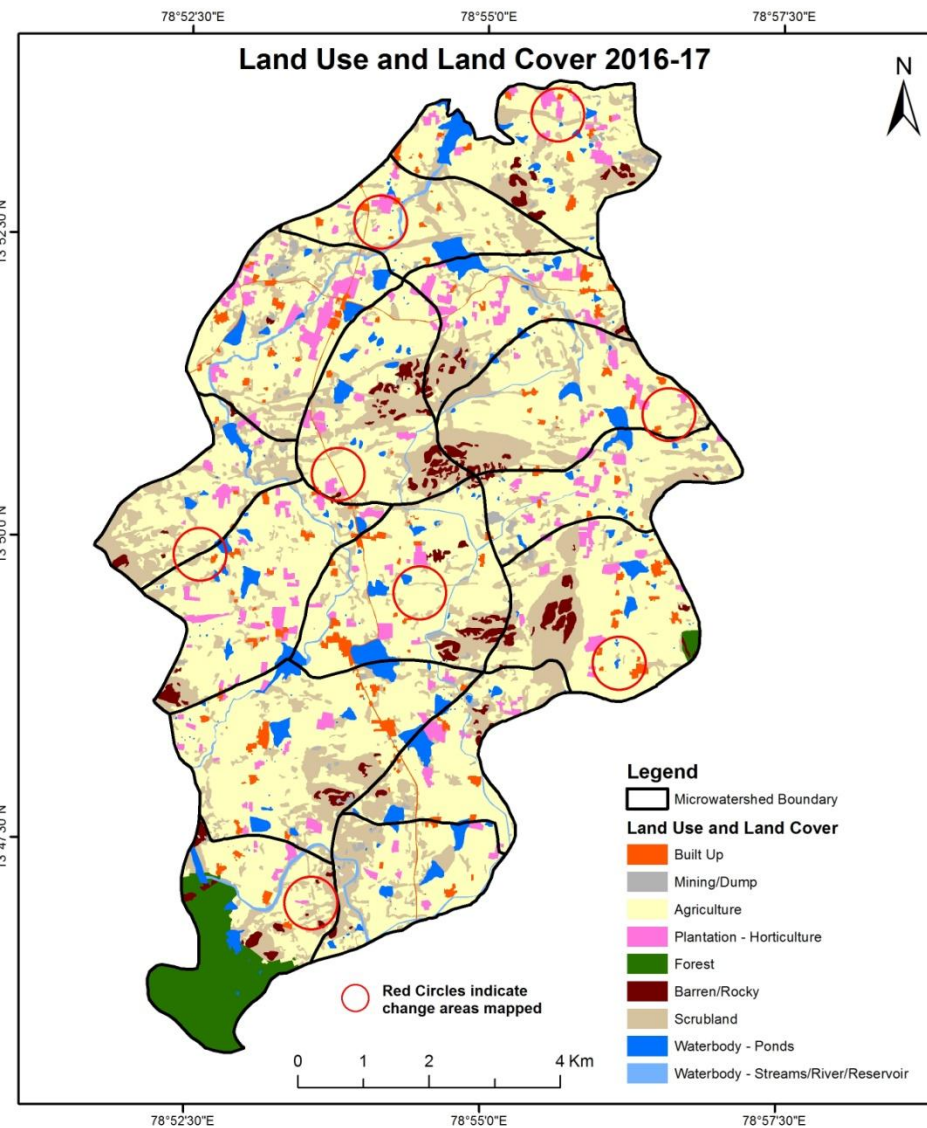 78°52'30"E 78°55'0"E 78°57'30"E
Land Use and Land Cover 2016-17
N
Legend
Microwatershed Boundary
Land Use and Land Cover
Built Up
Mining/Dump
Agriculture
Plantation - Horticulture
Forest
Barren/Rocky
Scrubland
Waterbody - Ponds
Waterbody - Streams/River/Reservoir
Red Circles indicate
change areas mapped
0 1 2 4 Km
78°52'30"E 78°55'0"E 78°57'30"E